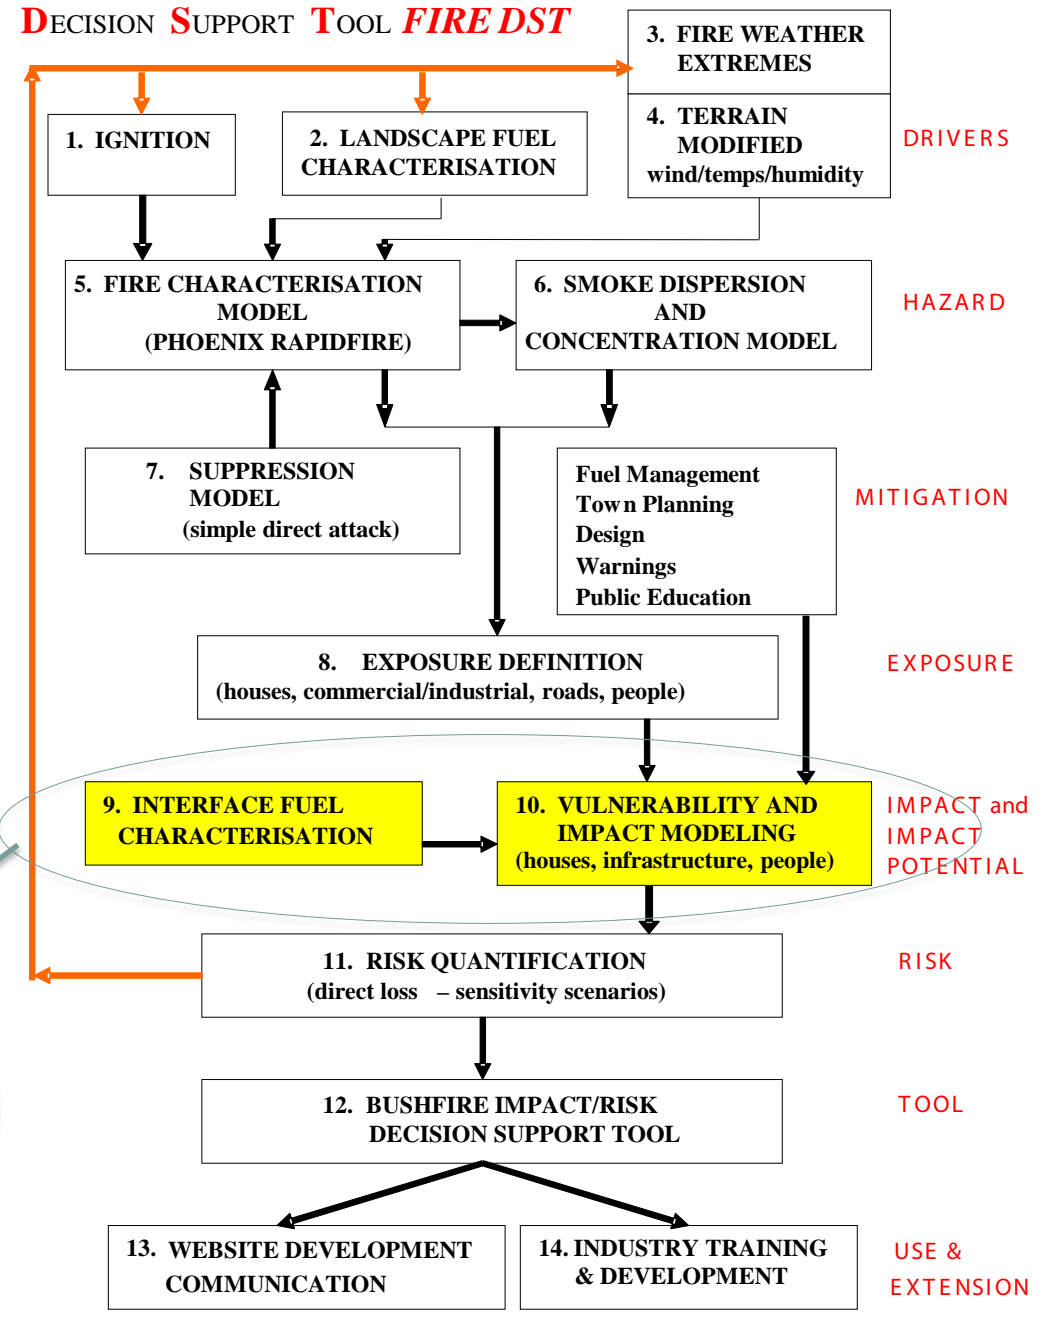 DECISION SUPPORT TOOL FIRE DST
3. FIRE WEATHER
EXTREMES
1. IGNITION
2. LANDSCAPE FUEL
CHARACTERISATION
4. TERRAIN
MODIFIED
wind/temps/humidity
DRIVERS
5. FIRE CHARACTERISATION
MODEL
(PHOENIX RAPIDFIRE)
6. SMOKE DISPERSION
AND
CONCENTRATION MODEL
HAZARD
7. SUPPRESSION
MODEL
(simple direct attack)
Fuel Management
Town Planning
Design
Warnings
Public Education
MITIGATION
8. EXPOSURE DEFINITION
(houses, commercial/industrial, roads, people)
EXPOSURE
9. INTERFACE FUEL
CHARACTERISATION
10. VULNERABILITY AND
IMPACT MODELING
(houses, infrastructure, people)
IMPACT and
IMPACT
POTENTIAL
11. RISK QUANTIFICATION
(direct loss – sensitivity scenarios)
RISK
12. BUSHFIRE IMPACT/RISK
DECISION SUPPORT TOOL
TOOL
13. WEBSITE DEVELOPMENT
COMMUNICATION
14. INDUSTRY TRAINING
& DEVELOPMENT
USE &
EXTENSION